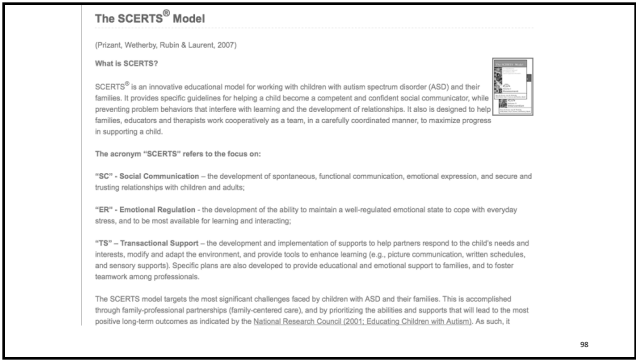 The SCERTS® Model
(Prizant, Wetherby, Rubin & Laurent, 2007)
What is SCERTS?
SCERTS® is an innovative educational model for working with children with autism spectrum disorder (ASD) and their
families. It provides specific guidelines for helping a child become a competent and confident social communicator, while
preventing problem behaviors that interfere with learning and the development of relationships. It also is designed to help
families, educators and therapists work cooperatively as a team, in a carefully coordinated manner, to maximize progress
in supporting a child.
The acronym “SCERTS” refers to the focus on:
“SC” - Social Communication – the development of spontaneous, functional communication, emotional expression, and secure and
trusting relationships with children and adults;
“ER” - Emotional Regulation - the development of the ability to maintain a well-regulated emotional state to cope with everyday
stress, and to be most available for learning and interacting;
“TS” – Transactional Support – the development and implementation of supports to help partners respond to the child's needs and
interests, modify and adapt the environment, and provide tools to enhance learning (e.g., picture communication, written schedules,
and sensory supports). Specific plans are also developed to provide educational and emotional support to families, and to foster
teamwork among professionals.
The SCERTS model targets the most significant challenges faced by children with ASD and their families. This is accomplished
through family-professional partnerships (family-centered care), and by prioritizing the abilities and supports that will lead to the most
positive long-term outcomes as indicated by the National Research Council (2001; Educating Children with Autism). As such, it
98